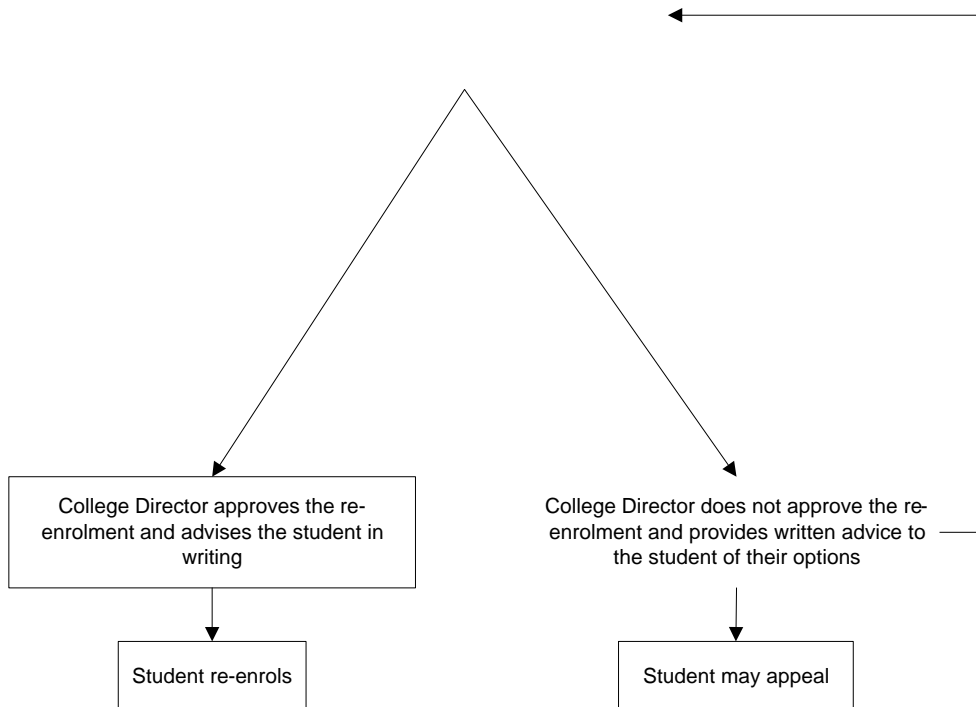 College Director approves the re-
enrolment and advises the student in
writing
College Director does not approve the re-
enrolment and provides written advice to
the student of their options
Student re-enrols
Student may appeal